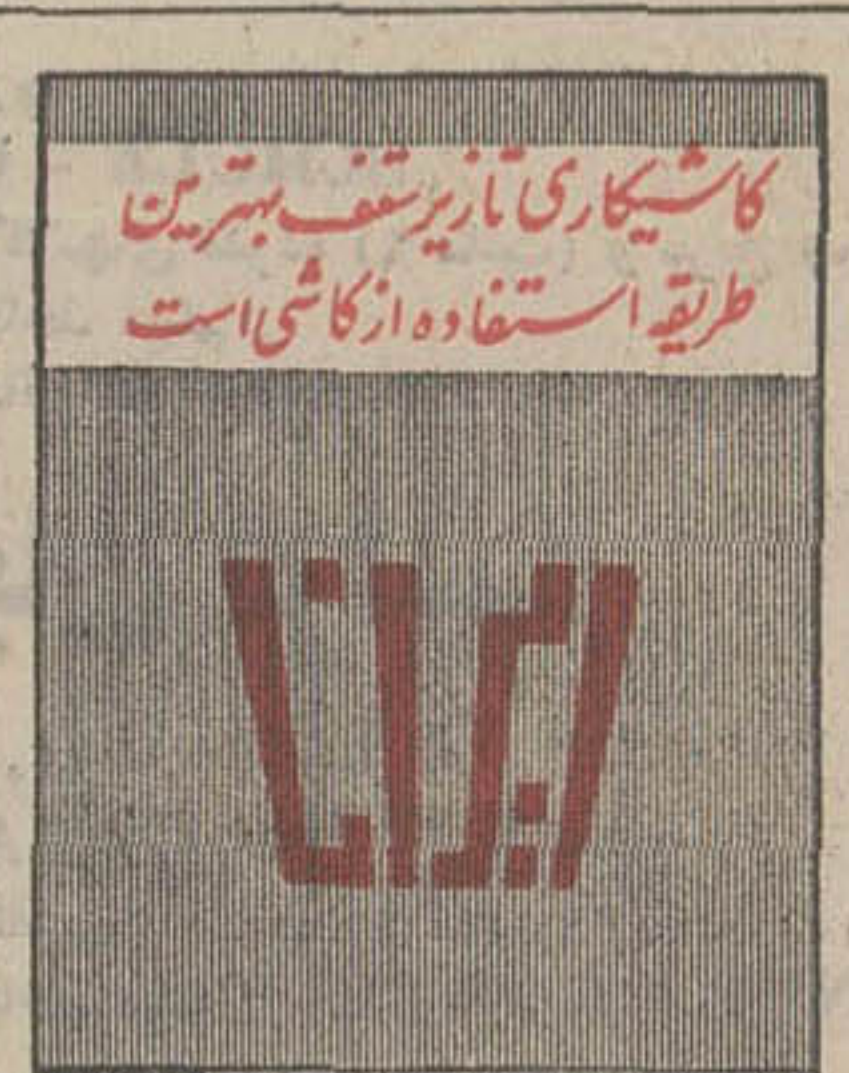 کاشیکاری تا زیر سقف بهترین
طریقه استفاده از کاشی است
ایرانا